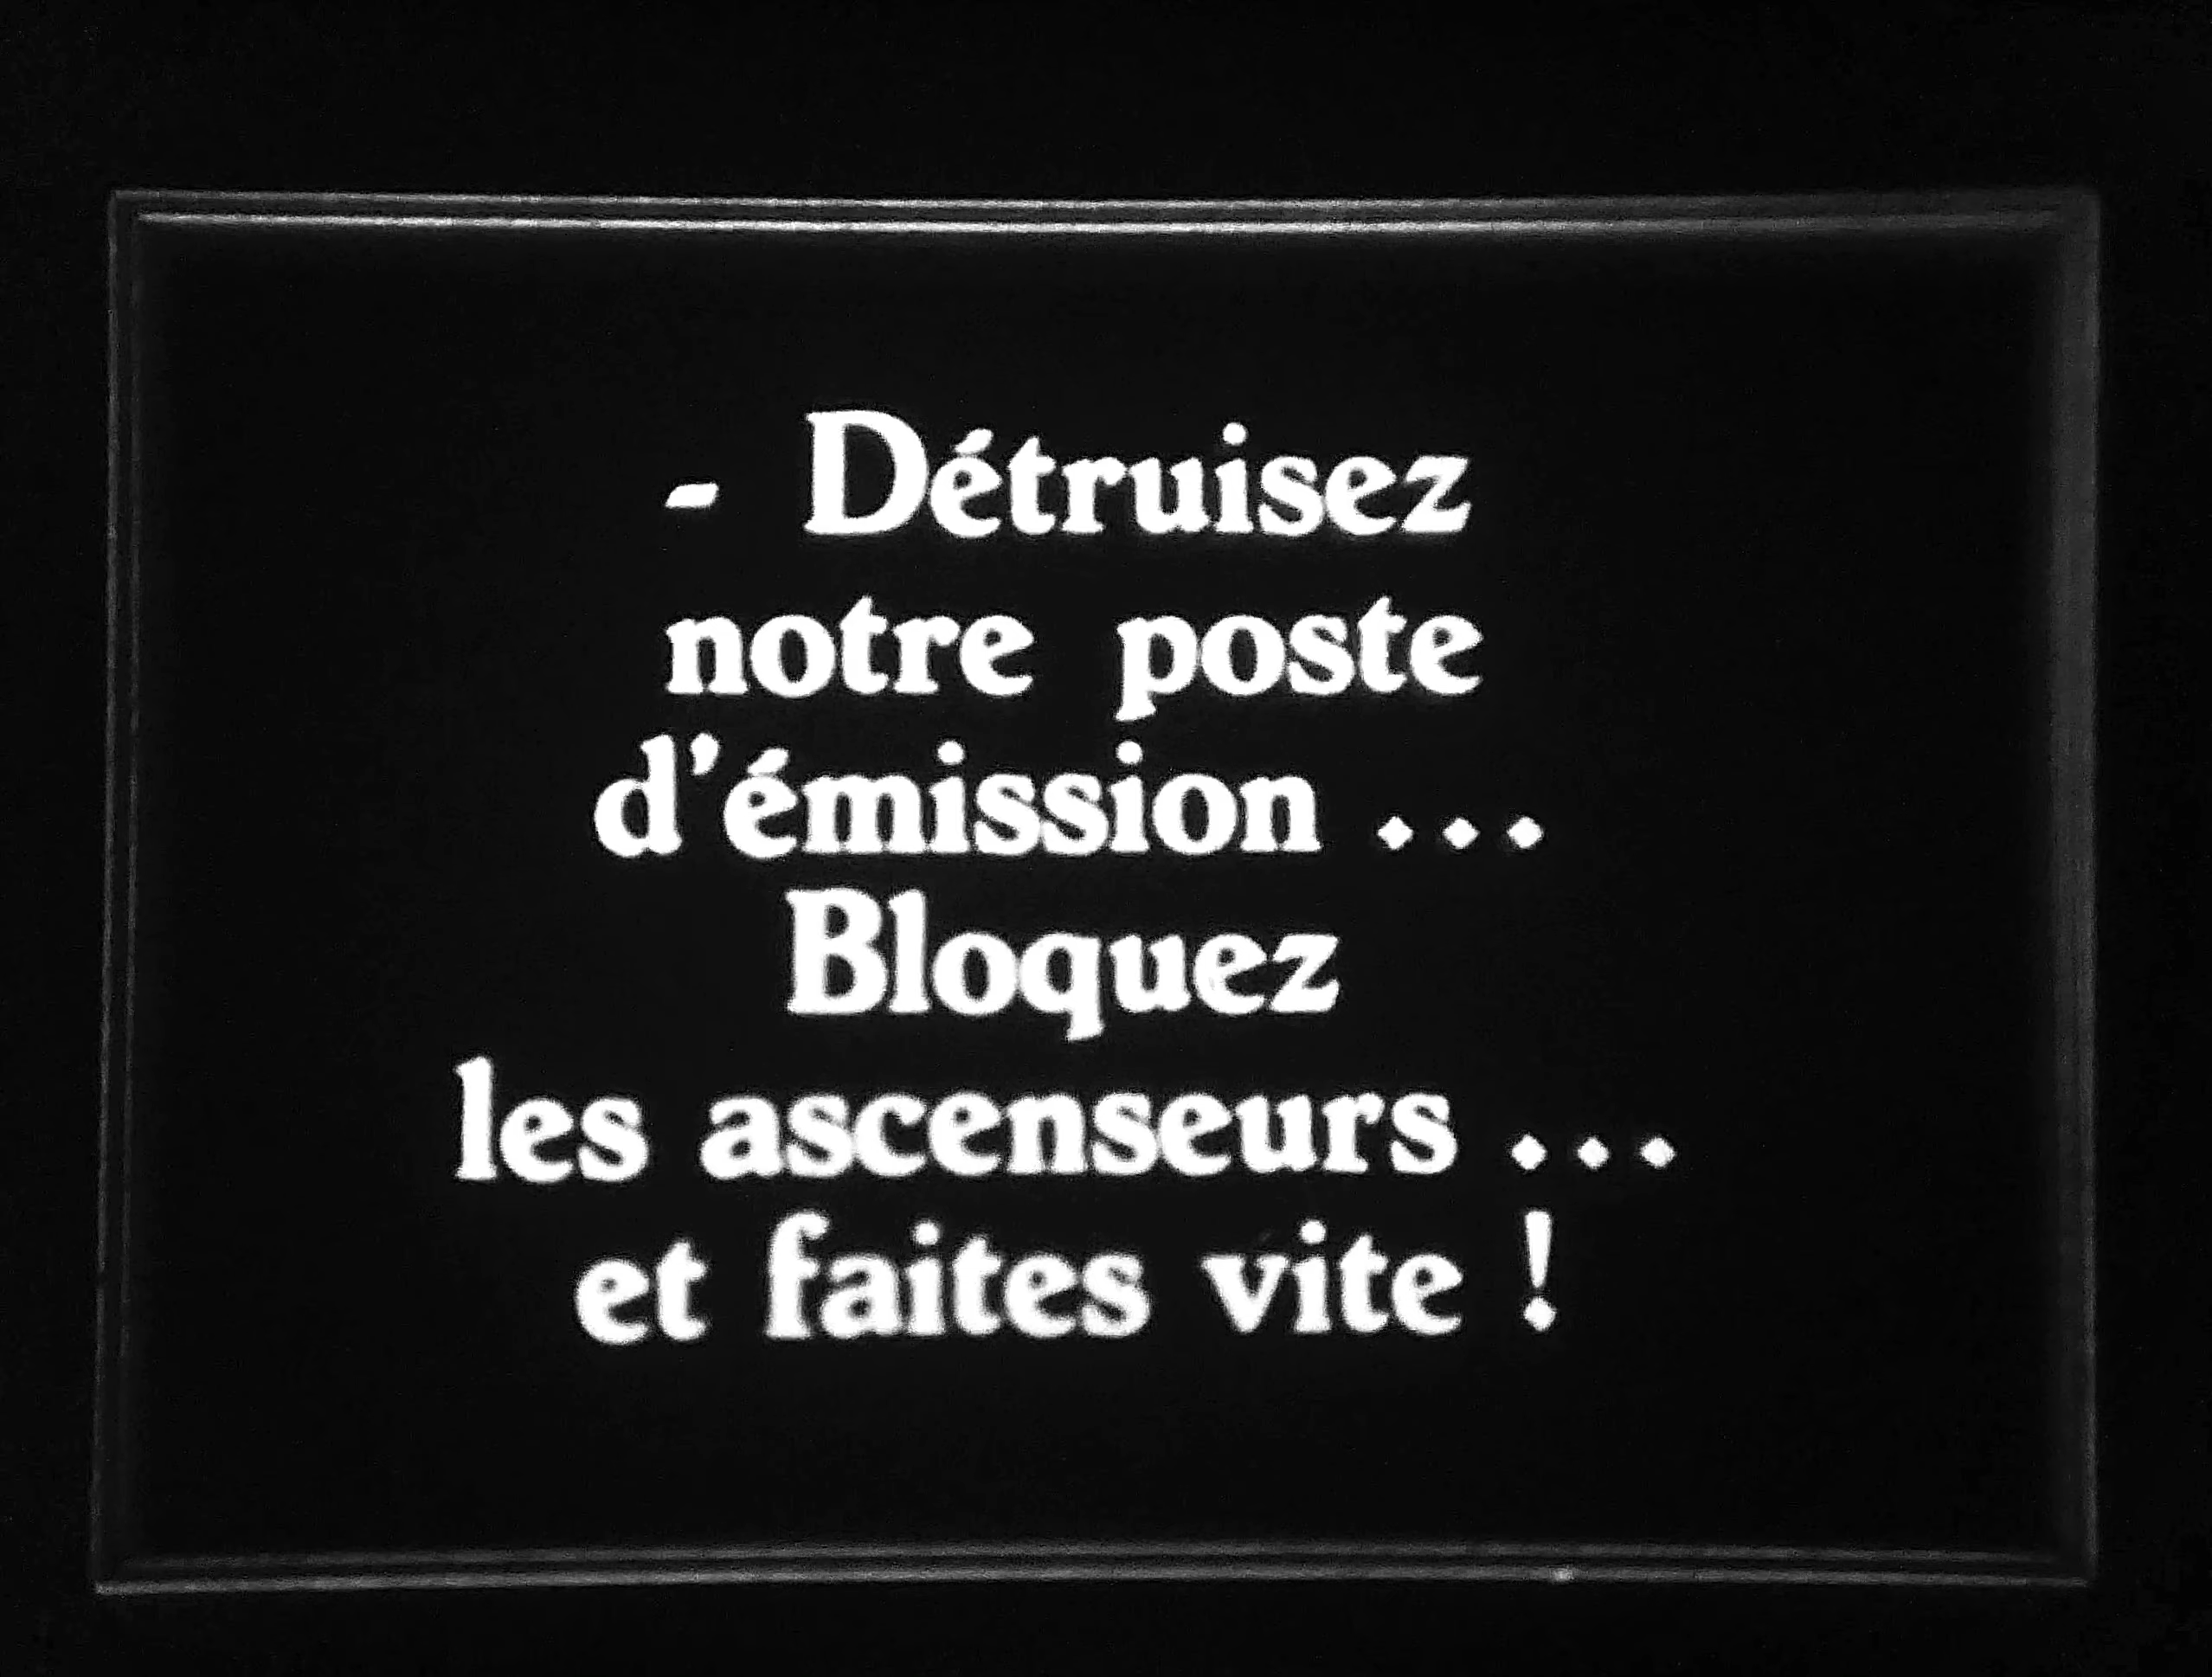 - Détruisez
notre poste
d'émission ...
Bloquez
les ascenseurs ...
et faites vite !